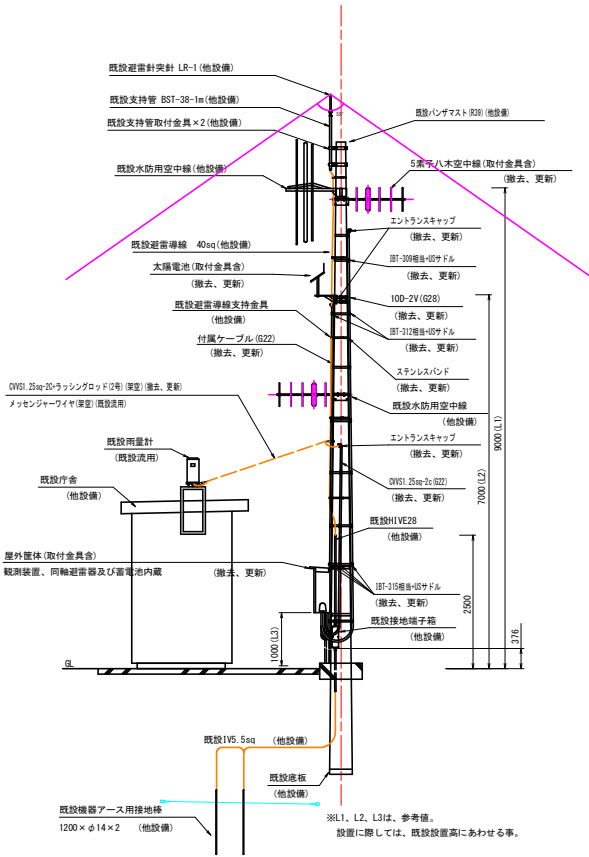 既設避雷針突針 LR-1(他設備)
既設支持管 BST-38-1m(他設備)
既設支持管取付金具×2(他設備)
既設パンザマスト(R39)(他設備)
既設水防用空中線(他設備)
5素子八木空中線(取付金具含)
(撤去、更新)
エントランスキャップ
(撤去、更新)
既設避雷導線 40sq(他設備)
太陽電池(取付金具含)
(撤去、更新)
IBT-309相当+USサドル
(撤去、更新)
既設避雷導線支持金具
(他設備)
10D-2V(G28)
(撤去、更新)
付属ケーブル(G22)
(撤去、更新)
IBT-312相当+USサドル
(撤去、更新)
ステンレスバンド
(撤去、更新)
CVVS1.25sq-2C+ラッシングロッド(2号)(架空)(撤去、更新)
メッセンジャーワイヤ(架空)(既設流用)
既設水防用空中線
(他設備)
既設雨量計
(既設流用)
エントランスキャップ
(撤去、更新)
既設庁舎
(他設備)
CVVS1.25sq-2c(G22)
(撤去、更新)
既設HIVE28
(他設備)
屋外筐体(取付金具含)
観測装置、同軸避雷器及び蓄電池内蔵
(撤去、更新)
IBT-315相当+USサドル
(撤去、更新)
既設接地端子箱
(他設備)
9000(L1)
7000(L2)
2500
376
1000(L3)
GL
既設IV5.5sq (他設備)
既設底板
(他設備)
既設機器アース用接地棒
1200×φ14×2 (他設備)
※L1、L2、L3は、参考値。
設置に際しては、既設設置高にあわせる事。